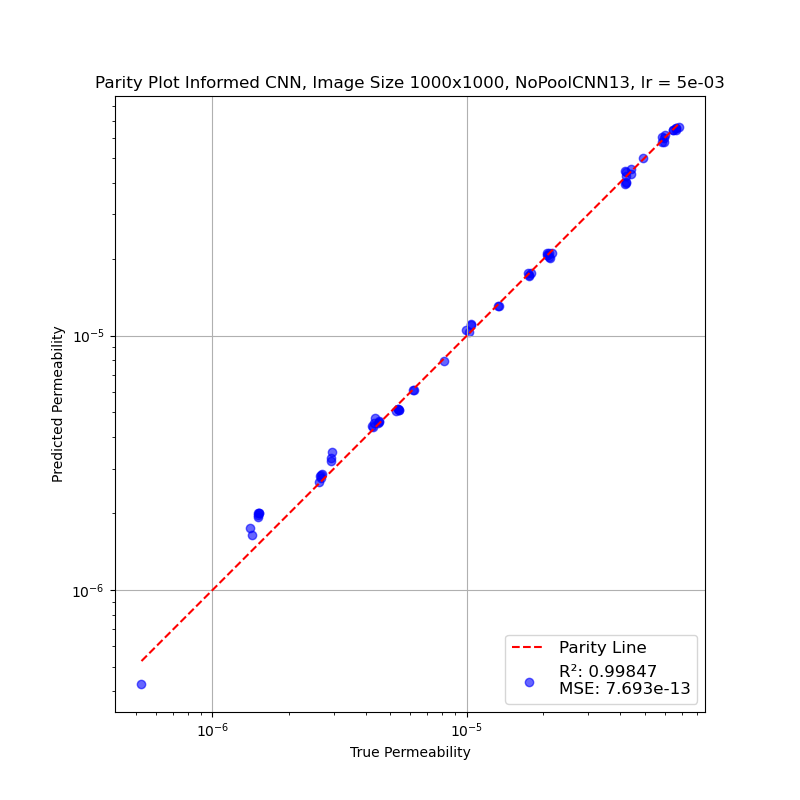 Parity Plot Informed CNN, Image Size 1000x1000, NoPoolCNN13, lr = 5e-03
Predicted Permeability
10⁻⁵
10⁻⁶
Parity Line
R²: 0.99847
MSE: 7.693e-13
10⁻⁶
10⁻⁵
True Permeability